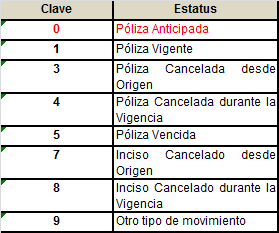 Clave Estatus
0 Póliza Anticipada
1 Póliza Vigente
3 Póliza Cancelada desde
Origen
4 Póliza Cancelada durante la
Vigencia
5 Póliza Vencida
7 Inciso Cancelado desde
Origen
8 Inciso Cancelado durante la
Vigencia
9 Otro tipo de movimiento